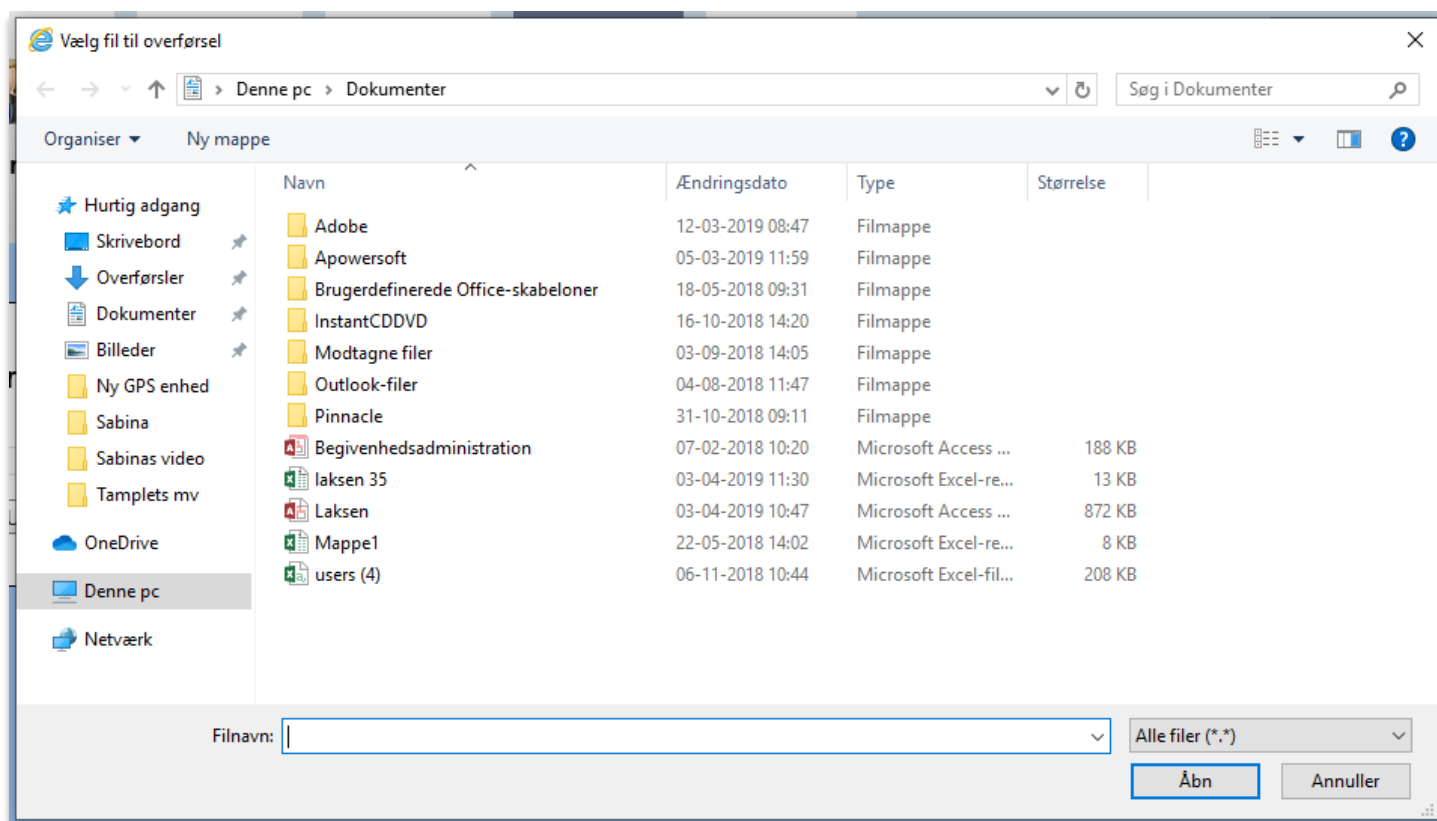 Vælg fil til overførsel
Denne pc > Dokumenter
Søg i Dokumenter
Organiser
Ny mappe
Navn Ændringsdato Type Størrelse
Hurtig adgang
Skrivebord
Overførsler
Dokumenter
Billeder
Ny GPS enhed
Sabina
Sabinas video
Tamplets mv
OneDrive
Denne pc
Netværk
Adobe 12-03-2019 08:47 Filmappe
Apowersoft 05-03-2019 11:59 Filmappe
Brugerdefinerede Office-skabeloner 18-05-2018 09:31 Filmappe
InstantCDDVD 16-10-2018 14:20 Filmappe
Modtagne filer 03-09-2018 14:05 Filmappe
Outlook-filer 04-08-2018 11:47 Filmappe
Pinnacle 31-10-2018 09:11 Filmappe
Begivenhedsadministration 07-02-2018 10:20 Microsoft Access ... 188 KB
laksen 35 03-04-2019 11:30 Microsoft Excel-re... 13 KB
Laksen 03-04-2019 10:47 Microsoft Access ... 872 KB
Mappe1 22-05-2018 14:02 Microsoft Excel-re... 8 KB
users (4) 06-11-2018 10:44 Microsoft Excel-fil... 208 KB
Filnavn:
Alle filer (*.*)
Åbn
Annuller